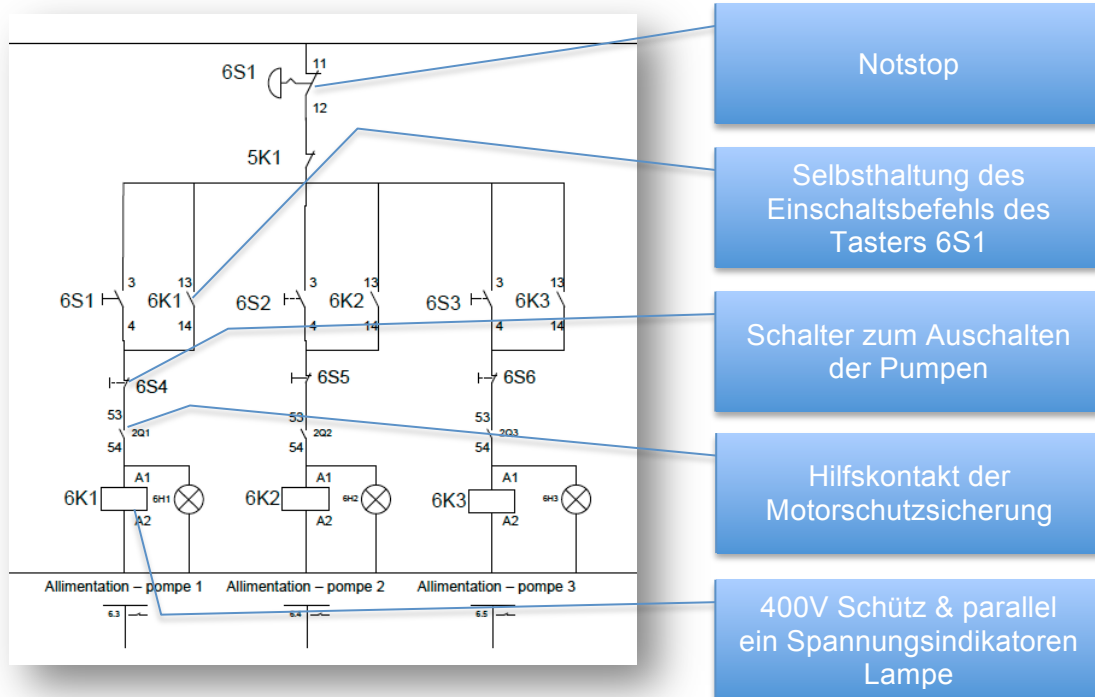 6S1
11
12
Notstop
5K1
Selbsthaltung des
Einschaltsbefehls des
Tasters 6S1
6S1
3
4
6K1
13
14
6S2
3
4
6K2
13
14
6S3
3
4
6K3
13
14
Schalter zum Auschalten
der Pumpen
6S4
6S5
6S6
53
2Q1
54
53
2Q2
54
53
2Q3
54
Hilfskontakt der
Motorschutzsicherung
6K1
A1
A2
6H1
6K2
A1
A2
6H2
6K3
A1
A2
6H3
Allimentation – pompe 1
Allimentation – pompe 2
Allimentation – pompe 3
6.3
6.4
6.5
400V Schütz & parallel
ein Spannungsindikatoren
Lampe